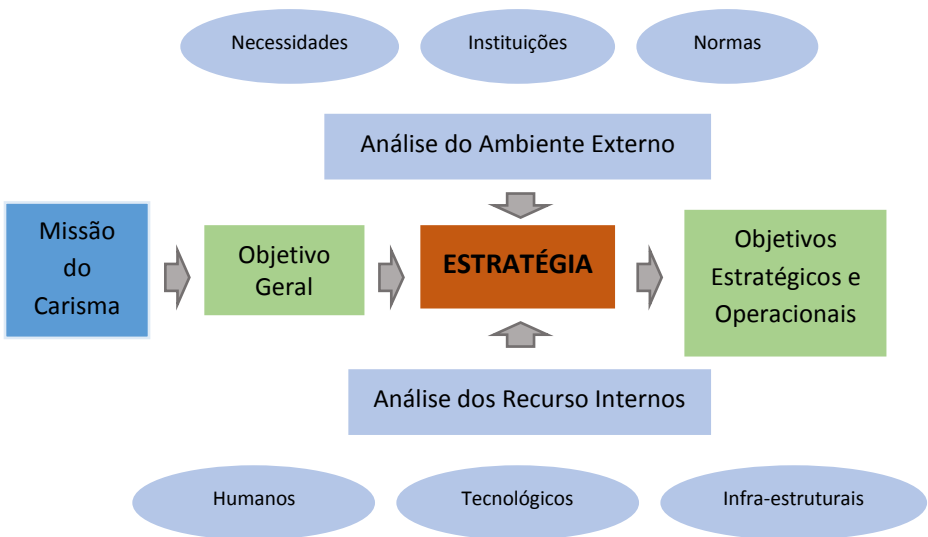 Necessidades
Instituições
Normas
Análise do Ambiente Externo
Missão
do
Carisma
Objetivo
Geral
ESTRATÉGIA
Objetivos
Estratégicos e
Operacionais
Análise dos Recurso Internos
Humanos
Tecnológicos
Infra-estruturais